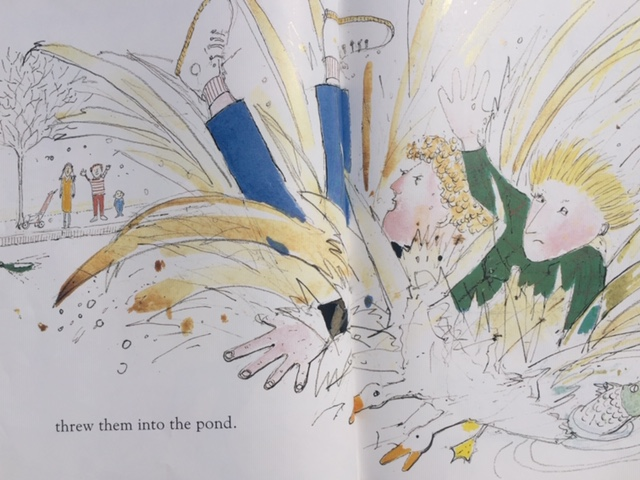 threw them into the pond.